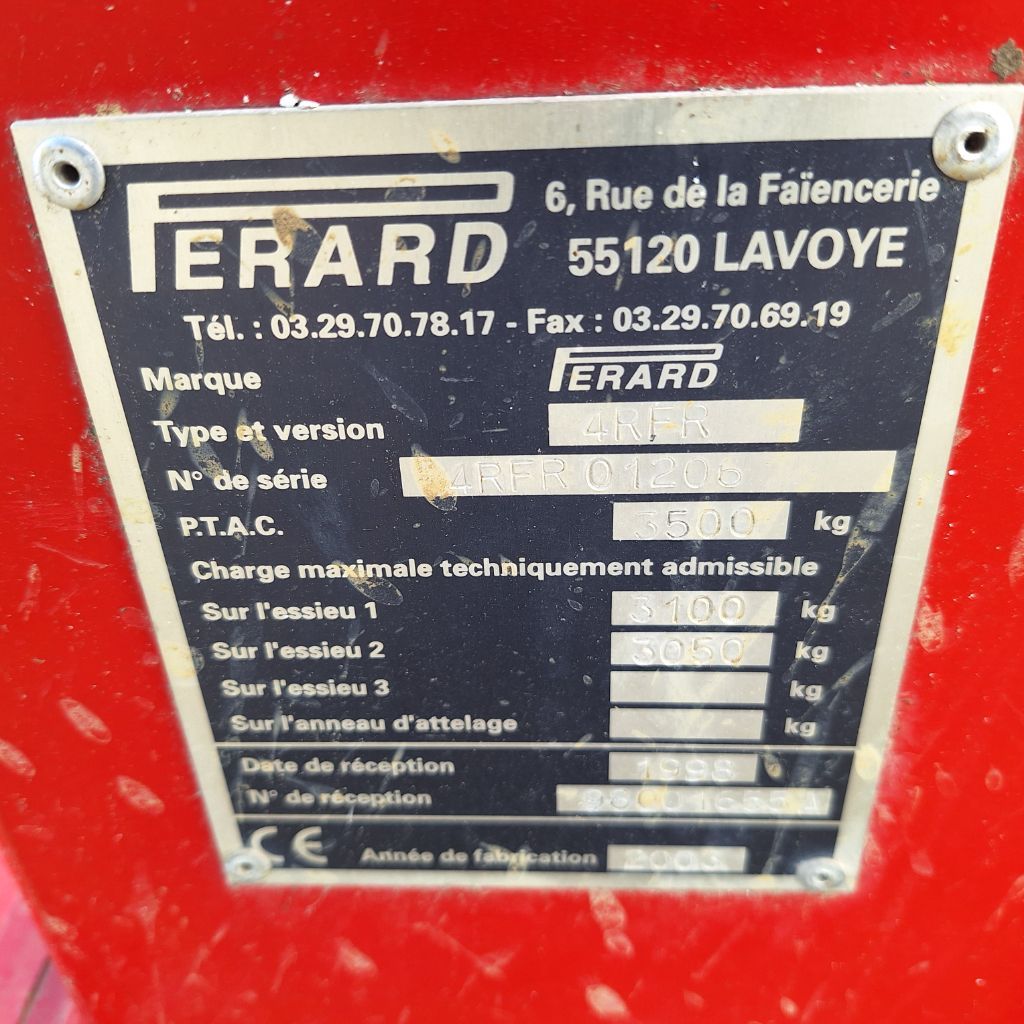 PERARD
6, Rue de la Faïencerie
55120 LAVOYE
Tél. : 03.29.70.78.17 - Fax : 03.29.70.69.19
Marque PERARD
Type et version 4RFR
N° de série 4RFR 01206
P.T.A.C. 3500 kg
Charge maximale techniquement admissible
Sur l'essieu 1 3100 kg
Sur l'essieu 2 3050 kg
Sur l'essieu 3 kg
Sur l'anneau d'attelage kg
Date de réception 1998
N° de réception
CE Année de fabrication